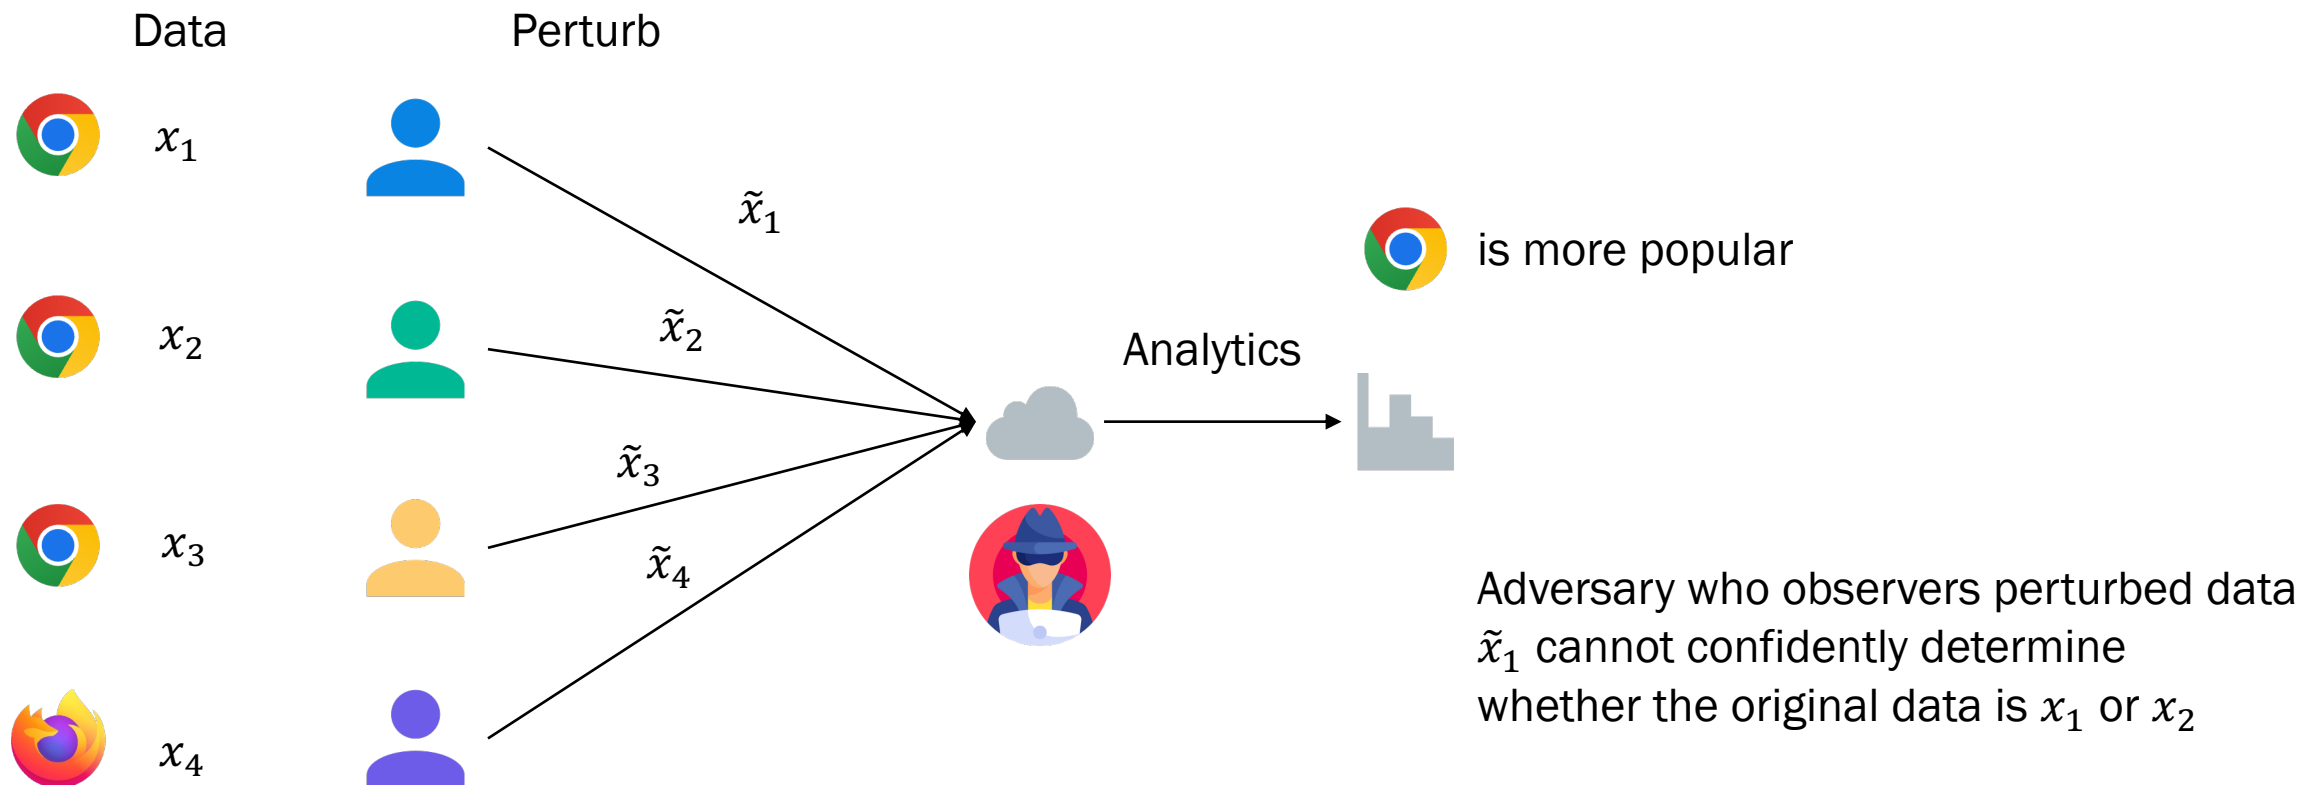 Data
Perturb
x₁
x̃₁
is more popular
x₂
x̃₂
Analytics
x₃
x̃₃
x̃₄
x₄
Adversary who observers perturbed data
x̃₁ cannot confidently determine
whether the original data is x₁ or x₂